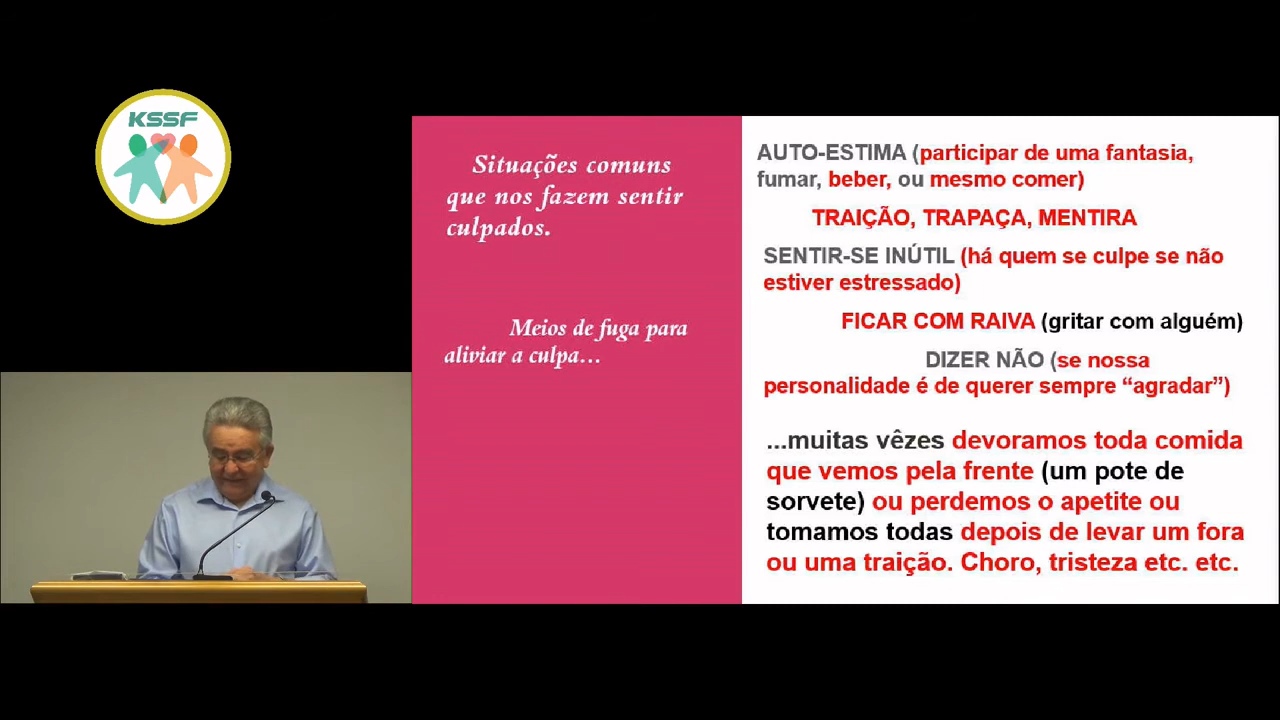 KSSF
Situações comuns
que nos fazem sentir
culpados.
Meios de fuga para
aliviar a culpa...
AUTO-ESTIMA (participar de uma fantasia,
fumar, beber, ou mesmo comer)
TRAIÇÃO, TRAPAÇA, MENTIRA
SENTIR-SE INÚTIL (há quem se culpe se não
estiver estressado)
FICAR COM RAIVA (gritar com alguém)
DIZER NÃO (se nossa
personalidade é de querer sempre “agradar”)
...muitas vêzes devoramos toda comida
que vemos pela frente (um pote de
sorvete) ou perdemos o apetite ou
tomamos todas depois de levar um fora
ou uma traição. Choro, tristeza etc. etc.